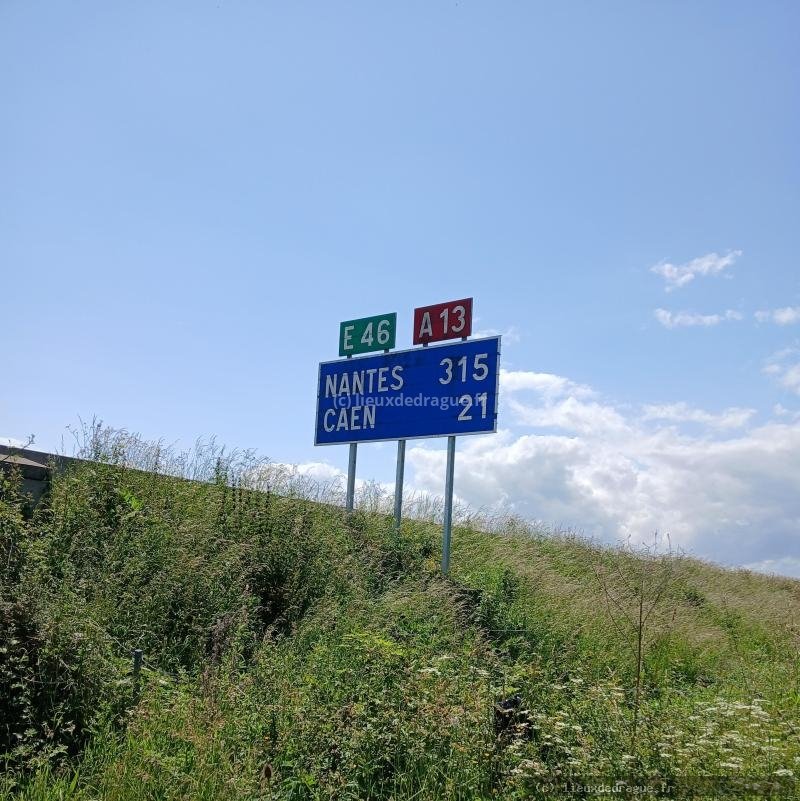 E 46
A 13
NANTES 315
(c) lieuxdedrague.fr
CAEN 21
(c) lieuxdedrague.fr